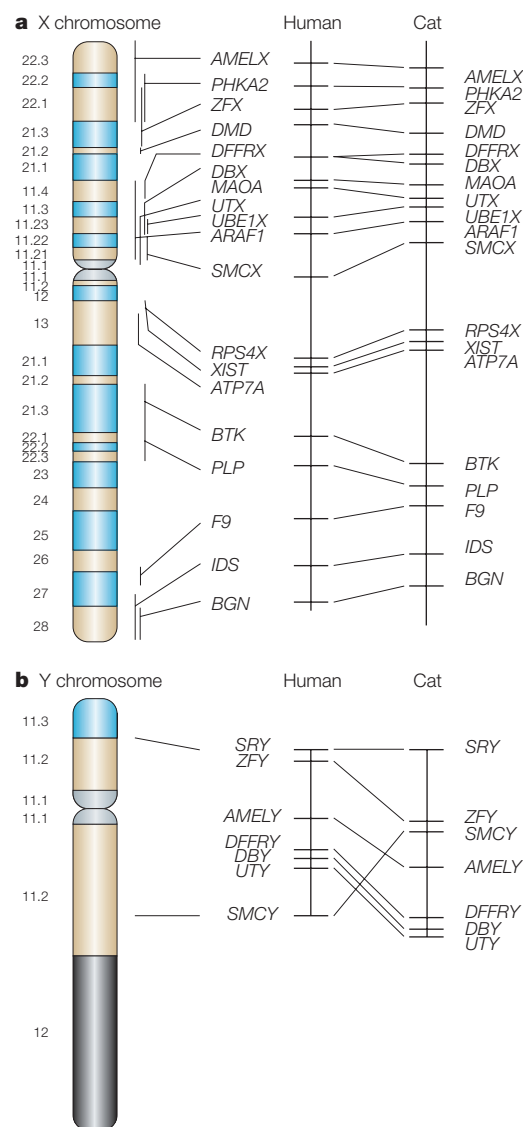 a X chromosome
Human
Cat
22.3
22.2
22.1
21.3
21.2
21.1
11.4
11.3
11.23
11.22
11.21
11.1
11.1
11.2
12
13
21.1
21.2
21.3
22.1
22.2
22.3
23
24
25
26
27
28
AMELX
PHKA2
ZFX
DMD
DFFRX
DBX
MAOA
UTX
UBE1X
ARAF1
SMCX
RPS4X
XIST
ATP7A
BTK
PLP
F9
IDS
BGN
AMELX
PHKA2
ZFX
DMD
DFFRX
DBX
MAOA
UTX
UBE1X
ARAF1
SMCX
RPS4X
XIST
ATP7A
BTK
PLP
F9
IDS
BGN
b Y chromosome
Human
Cat
11.3
11.2
11.1
11.1
11.2
12
SRY
ZFY
AMELY
DFFRY
DBY
UTY
SMCY
SRY
ZFY
SMCY
AMELY
DFFRY
DBY
UTY